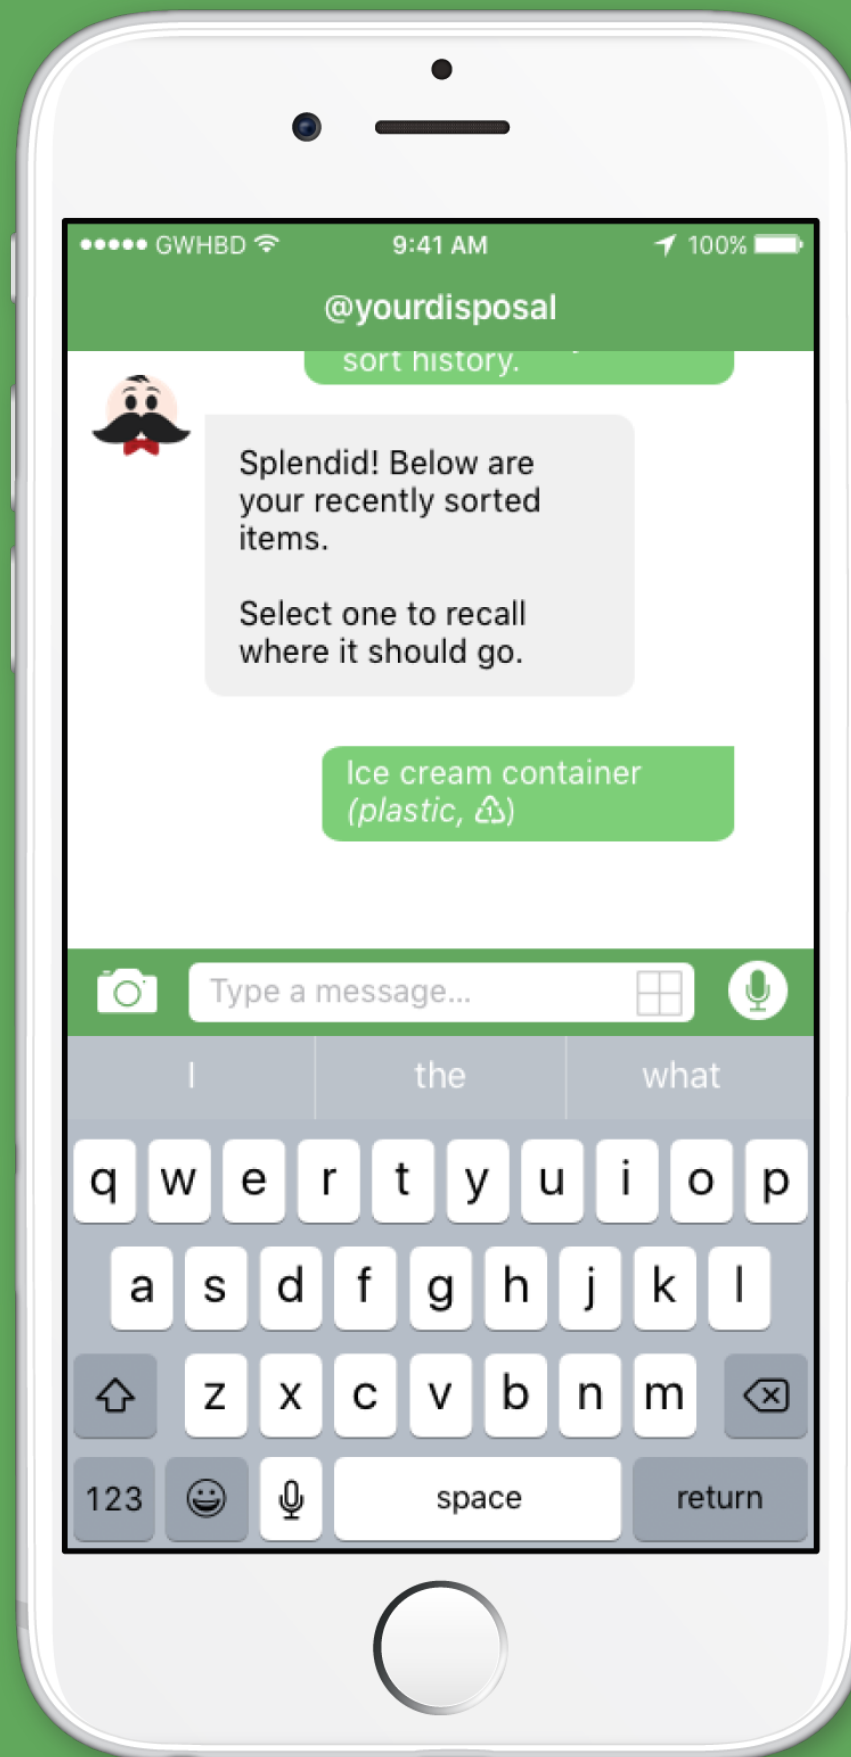 GWHBD 9:41 AM 100%
@yourdisposal
sort history.
Splendid! Below are
your recently sorted
items.
Select one to recall
where it should go.
Ice cream container
(plastic, ♳)
Type a message...
I the what
q w e r t y u i o p
a s d f g h j k l
z x c v b n m
123 space return